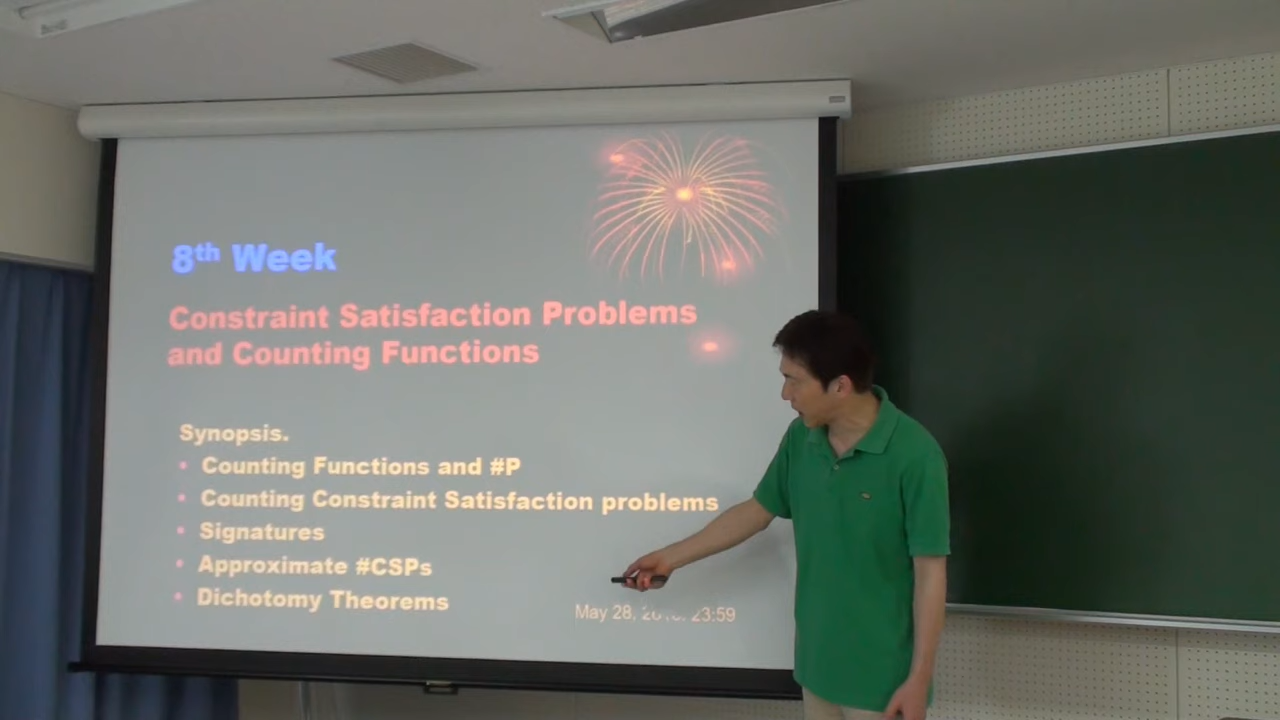 8th Week
Constraint Satisfaction Problems
and Counting Functions
Synopsis.
• Counting Functions and #P
• Counting Constraint Satisfaction problems
• Signatures
• Approximate #CSPs
• Dichotomy Theorems
May 28, 23:59